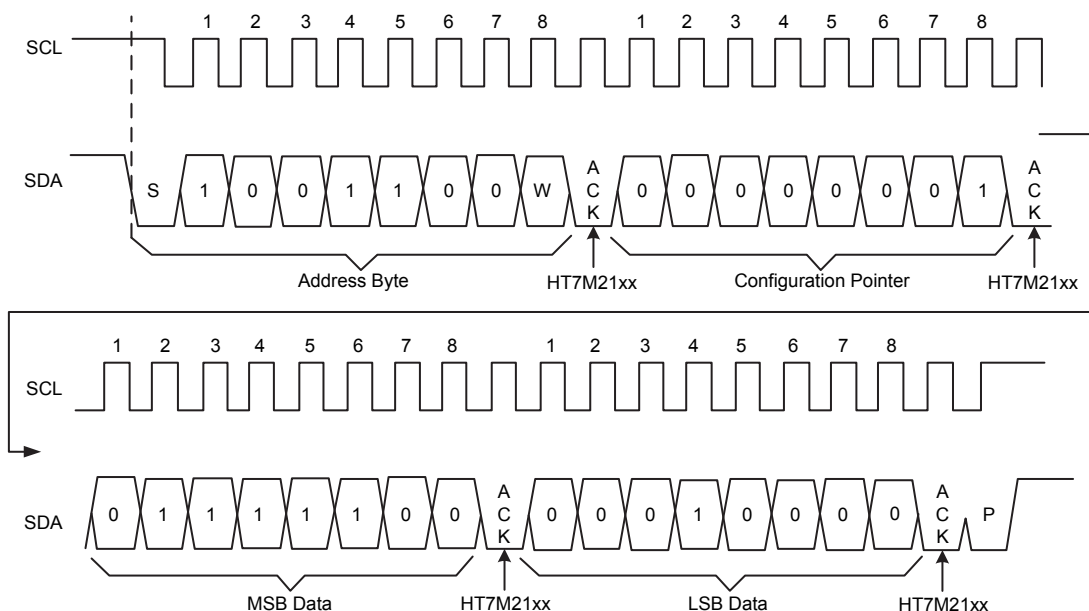 1 2 3 4 5 6 7 8 1 2 3 4 5 6 7 8
SCL
SDA S 1 0 0 1 1 0 0 W ACK 0 0 0 0 0 0 0 1 ACK
Address Byte HT7M21xx Configuration Pointer HT7M21xx
1 2 3 4 5 6 7 8 1 2 3 4 5 6 7 8
SCL
SDA 0 1 1 1 1 1 0 0 ACK 0 0 0 1 0 0 0 0 ACK P
MSB Data HT7M21xx LSB Data HT7M21xx